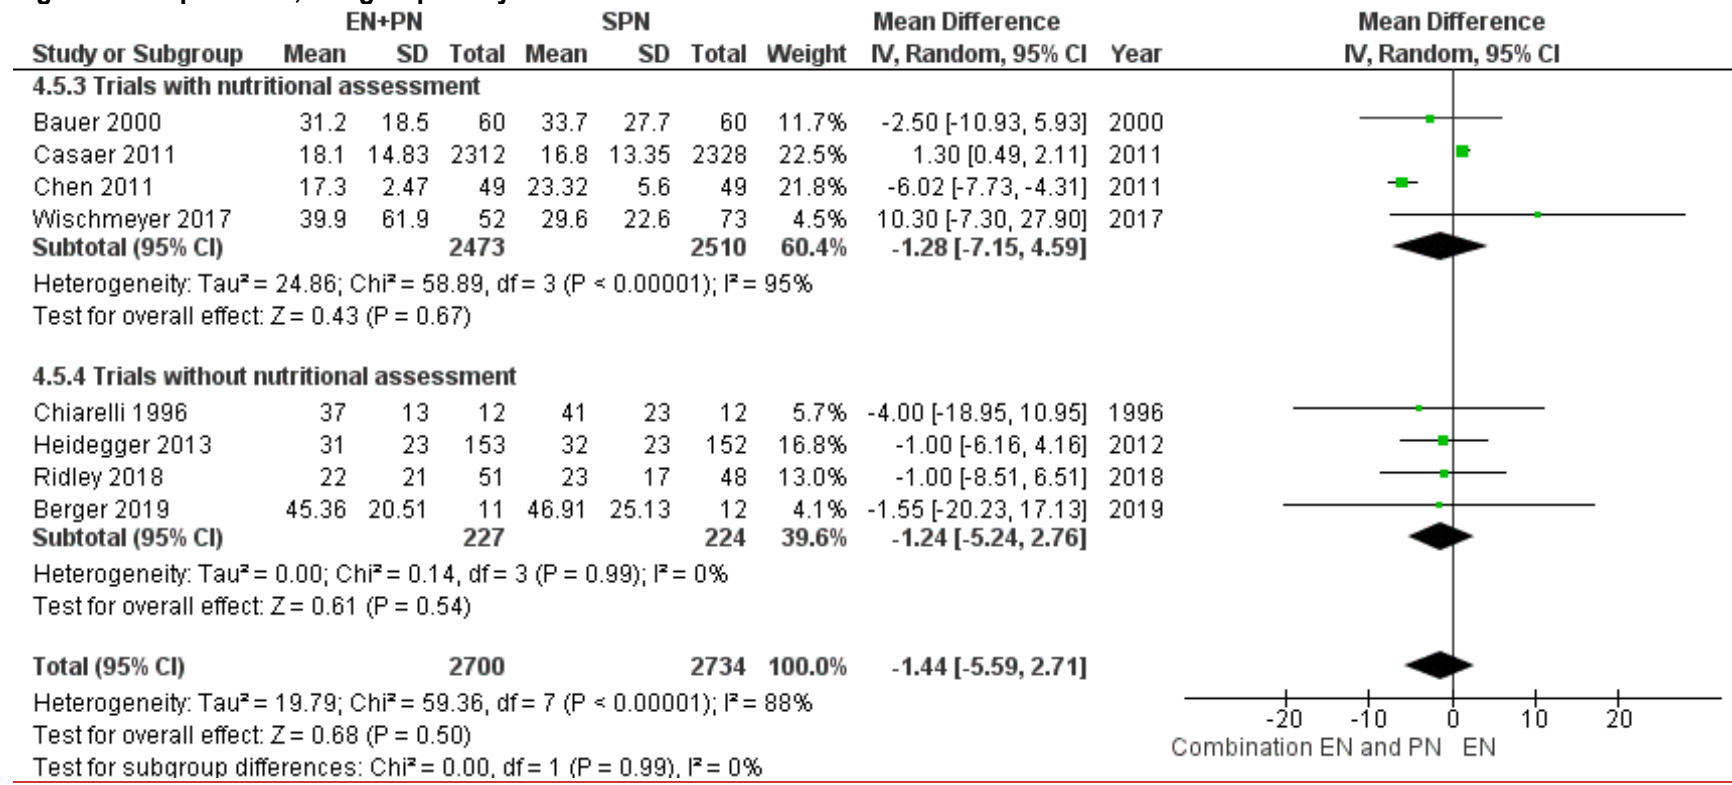 EN+PN SPN Mean Difference Mean Difference
Study or Subgroup Mean SD Total Mean SD Total Weight IV, Random, 95% CI Year IV, Random, 95% CI
4.5.3 Trials with nutritional assessment
Bauer 2000 31.2 18.5 60 33.7 27.7 60 11.7% -2.50 [-10.93, 5.93] 2000
Casaer 2011 18.1 14.83 2312 16.8 13.35 2328 22.5% 1.30 [0.49, 2.11] 2011
Chen 2011 17.3 2.47 49 23.32 5.6 49 21.8% -6.02 [-7.73, -4.31] 2011
Wischmeyer 2017 39.9 61.9 52 29.6 22.6 73 4.5% 10.30 [-7.30, 27.90] 2017
Subtotal (95% CI) 2473 2510 60.4% -1.28 [-7.15, 4.59]
Heterogeneity: Tau² = 24.86; Chi² = 58.89, df = 3 (P < 0.00001); I² = 95%
Test for overall effect: Z = 0.43 (P = 0.67)
4.5.4 Trials without nutritional assessment
Chiarelli 1996 37 13 12 41 23 12 5.7% -4.00 [-18.95, 10.95] 1996
Heidegger 2013 31 23 153 32 23 152 16.8% -1.00 [-6.16, 4.16] 2012
Ridley 2018 22 21 51 23 17 48 13.0% -1.00 [-8.51, 6.51] 2018
Berger 2019 45.36 20.51 11 46.91 25.13 12 4.1% -1.55 [-20.23, 17.13] 2019
Subtotal (95% CI) 227 224 39.6% -1.24 [-5.24, 2.76]
Heterogeneity: Tau² = 0.00; Chi² = 0.14, df = 3 (P = 0.99); I² = 0%
Test for overall effect: Z = 0.61 (P = 0.54)
Total (95% CI) 2700 2734 100.0% -1.44 [-5.59, 2.71]
Heterogeneity: Tau² = 19.79; Chi² = 59.36, df = 7 (P < 0.00001); I² = 88%
Test for overall effect: Z = 0.68 (P = 0.50)
Test for subgroup differences: Chi² = 0.00, df = 1 (P = 0.99), I² = 0%
-20 -10 0 10 20
Combination EN and PN EN